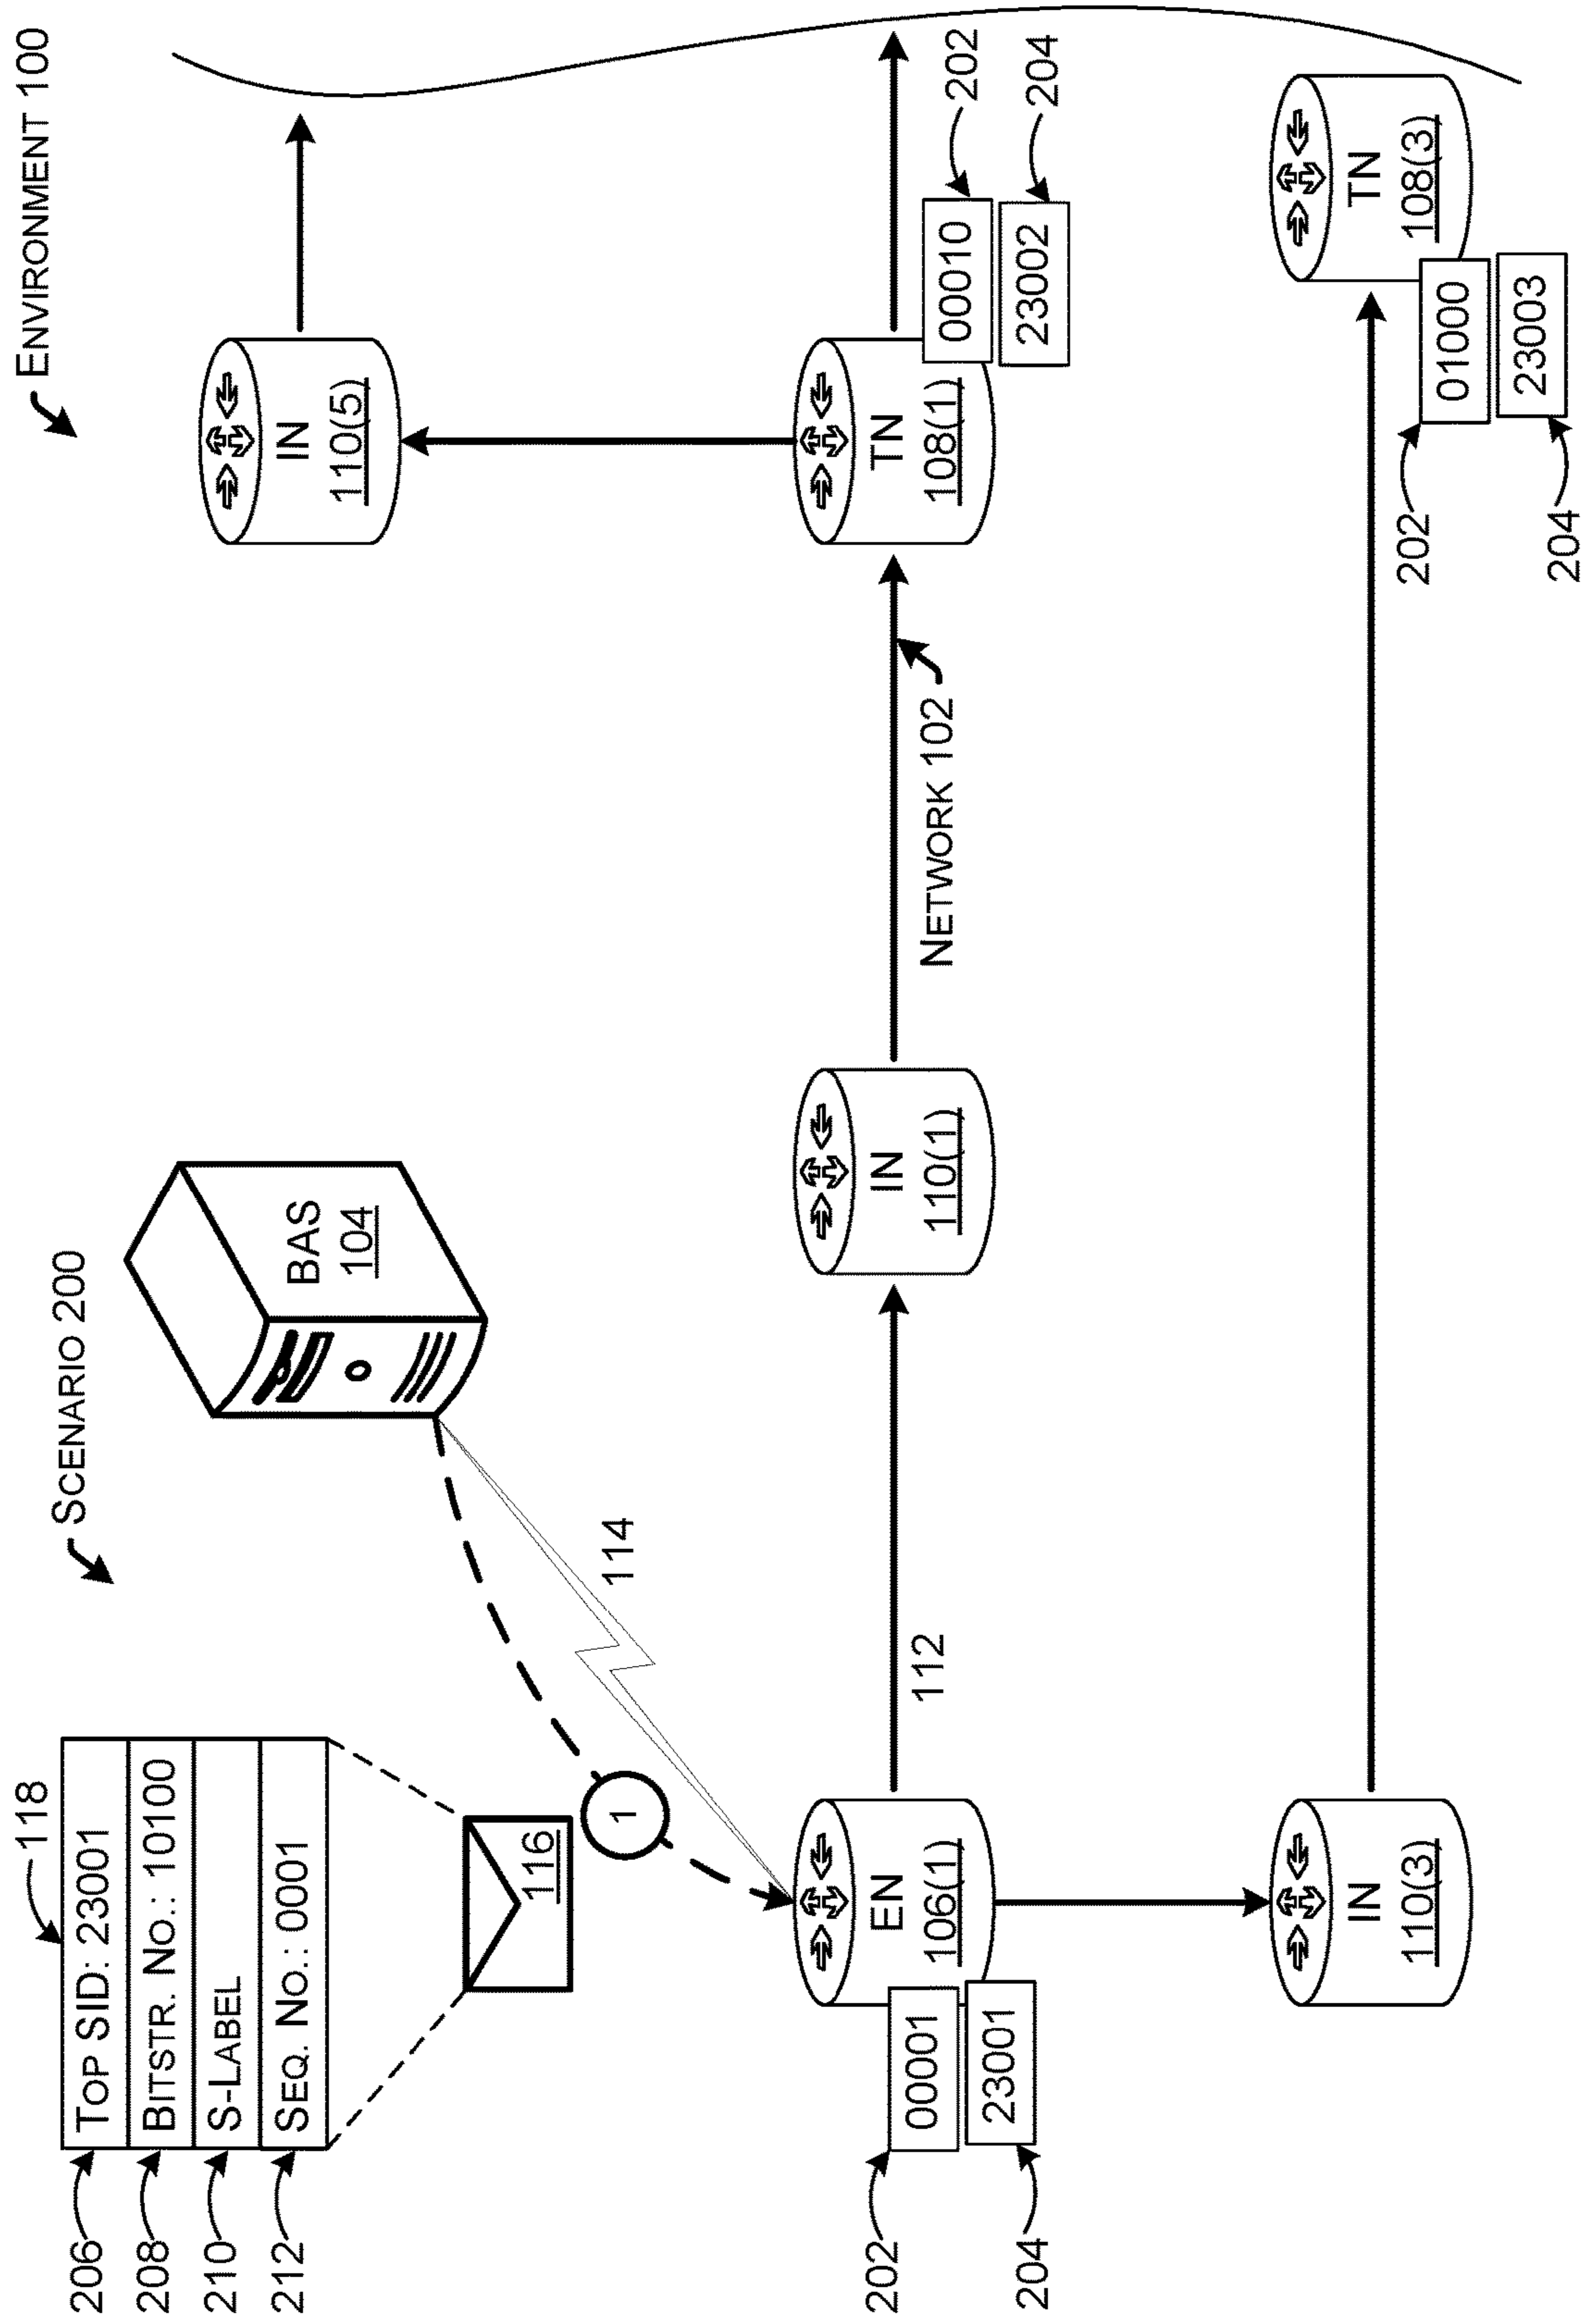 SCENARIO 200
ENVIRONMENT 100
118
206
TOP SID: 23001
208
BITSTR. NO.: 10100
210
S-LABEL
212
SEQ. NO.: 0001
116
1
114
BAS
104
IN
110(5)
EN
106(1)
112
IN
110(1)
NETWORK 102
TN
108(1)
202
00001
204
23001
00010
202
23002
204
IN
110(3)
TN
108(3)
202
01000
204
23003